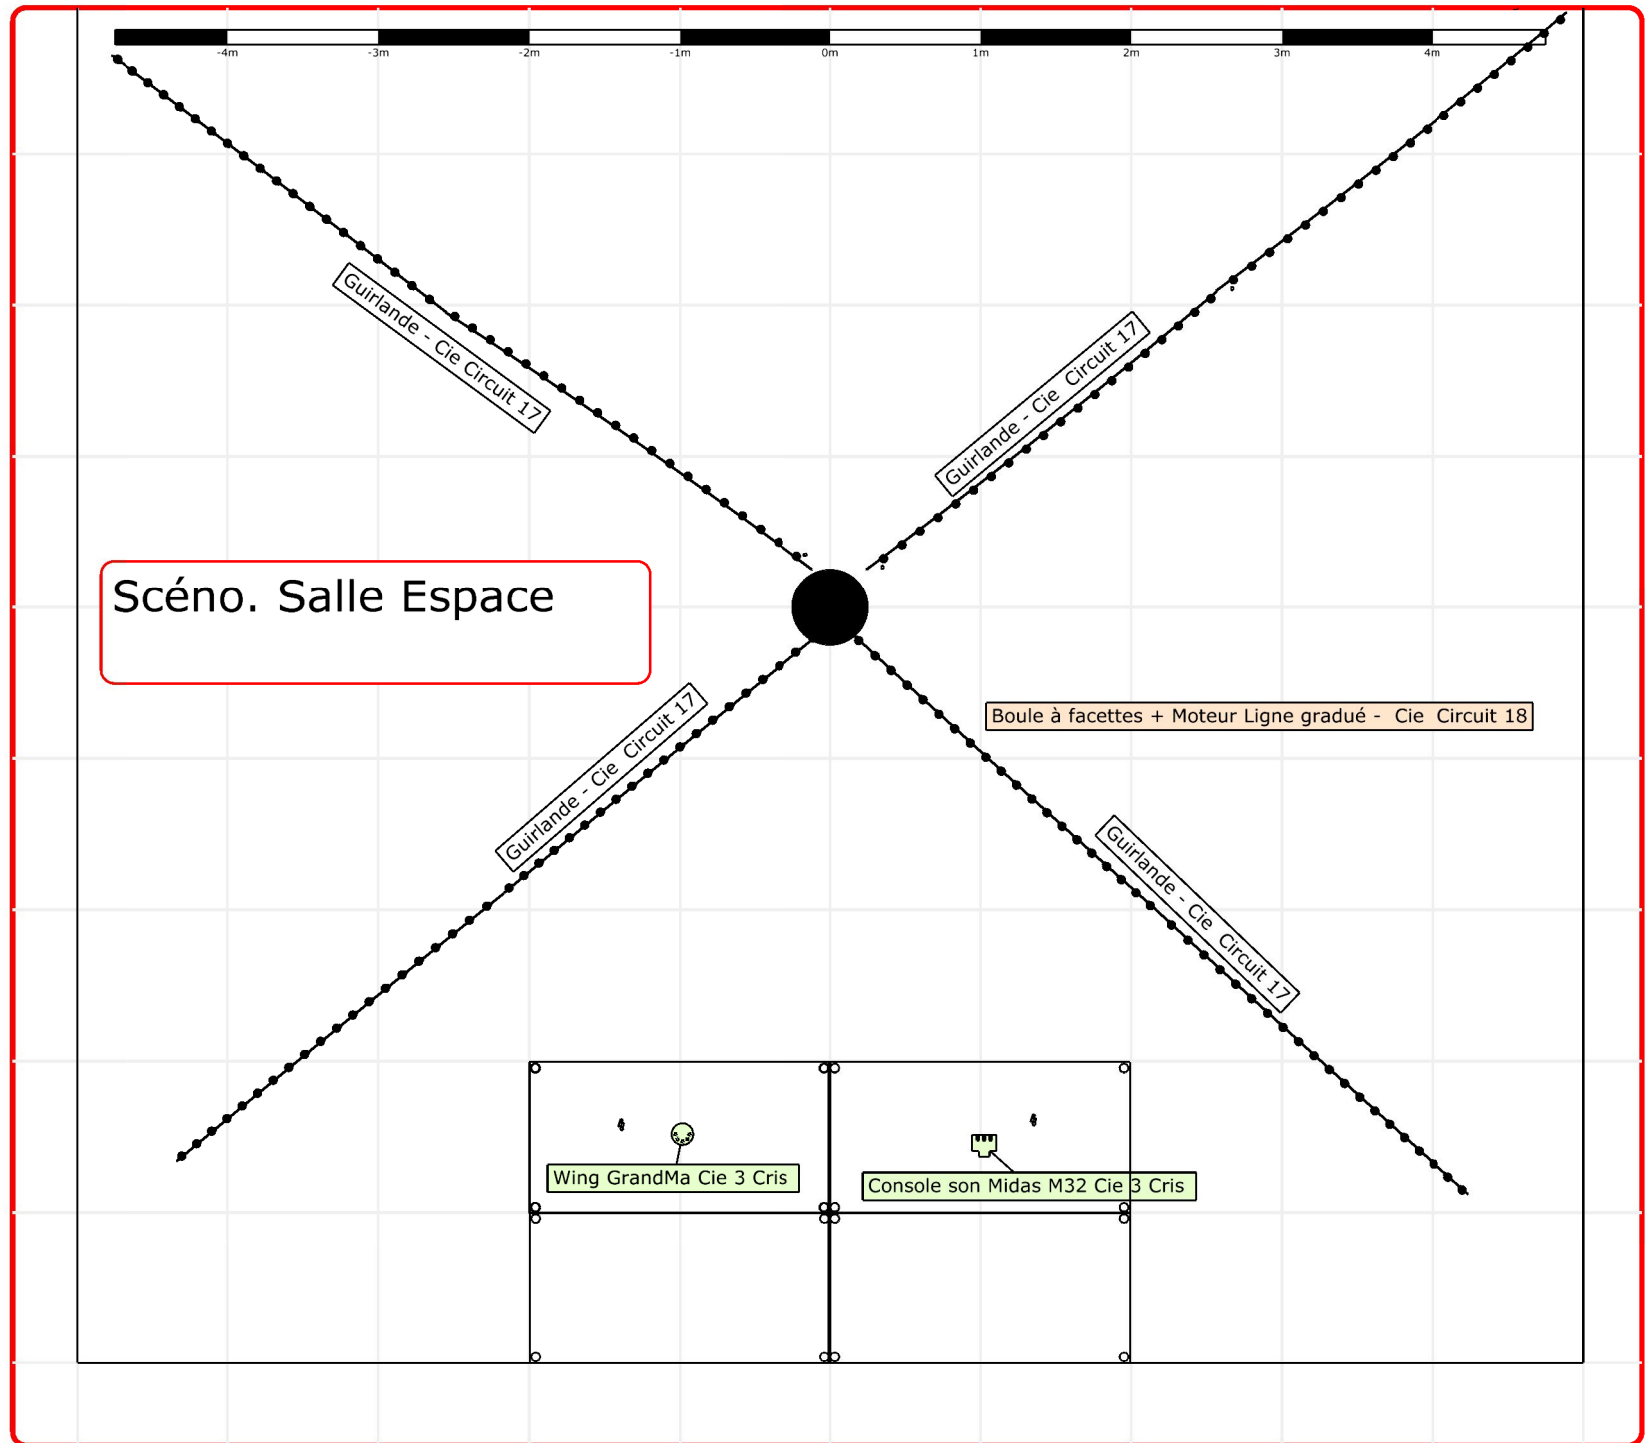 -4m -3m -2m -1m 0m 1m 2m 3m 4m
Guirlande - Cie Circuit 17
Guirlande - Cie Circuit 17
Scéno. Salle Espace
Guirlande - Cie Circuit 17
Boule à facettes + Moteur Ligne gradué - Cie Circuit 18
Guirlande - Cie Circuit 17
Wing GrandMa Cie 3 Cris
Console son Midas M32 Cie 3 Cris